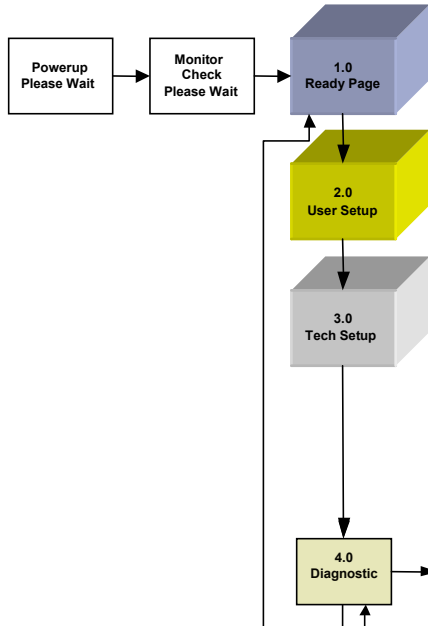 Powerup
Please Wait
Monitor
Check
Please Wait
1.0
Ready Page
2.0
User Setup
3.0
Tech Setup
4.0
Diagnostic